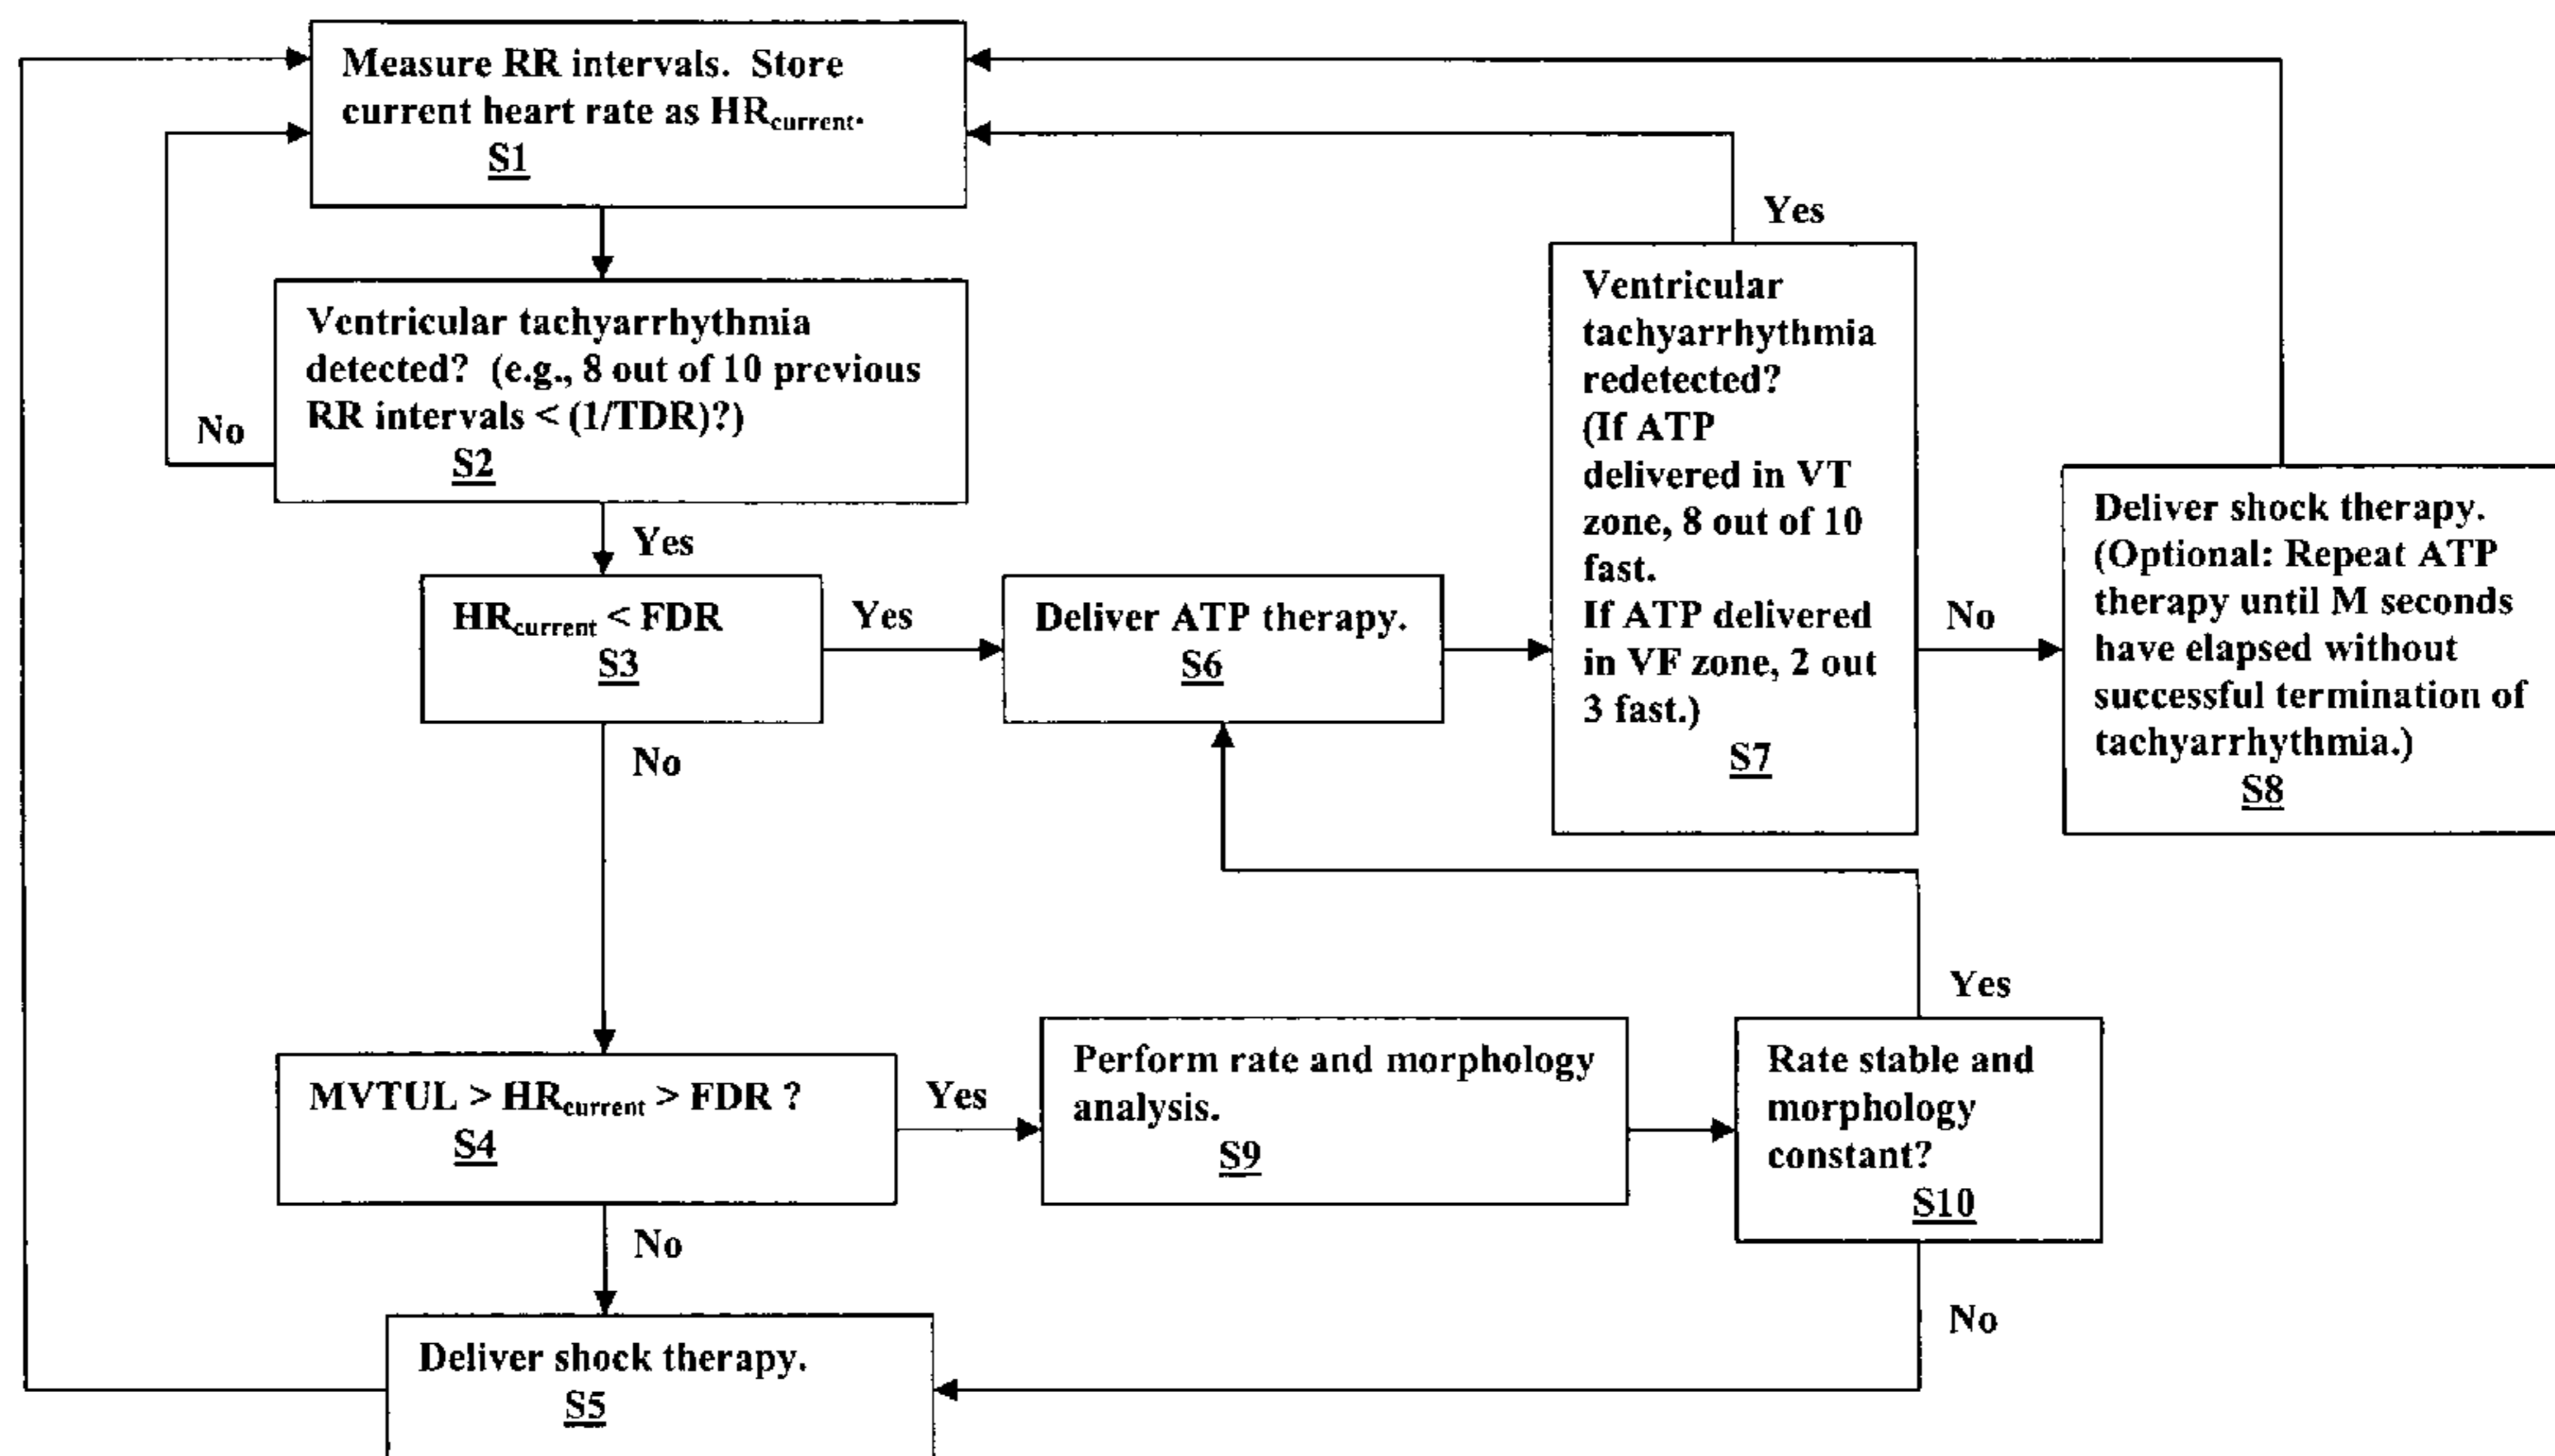 Measure RR intervals. Store
current heart rate as HRcurrent.
S1
Ventricular tachyarrhythmia
detected? (e.g., 8 out of 10 previous
RR intervals < (1/TDR)?)
S2
No
Yes
HRcurrent < FDR
S3
Yes
No
Deliver ATP therapy.
S6
Yes
Ventricular
tachyarrhythmia
redetected?
(If ATP
delivered in VT
zone, 8 out of 10
fast.
If ATP delivered
in VF zone, 2 out
3 fast.)
S7
No
Deliver shock therapy.
(Optional: Repeat ATP
therapy until M seconds
have elapsed without
successful termination of
tachyarrhythmia.)
S8
MVTUL > HRcurrent > FDR ?
S4
Yes
No
Perform rate and morphology
analysis.
S9
Yes
Rate stable and
morphology
constant?
S10
No
Deliver shock therapy.
S5